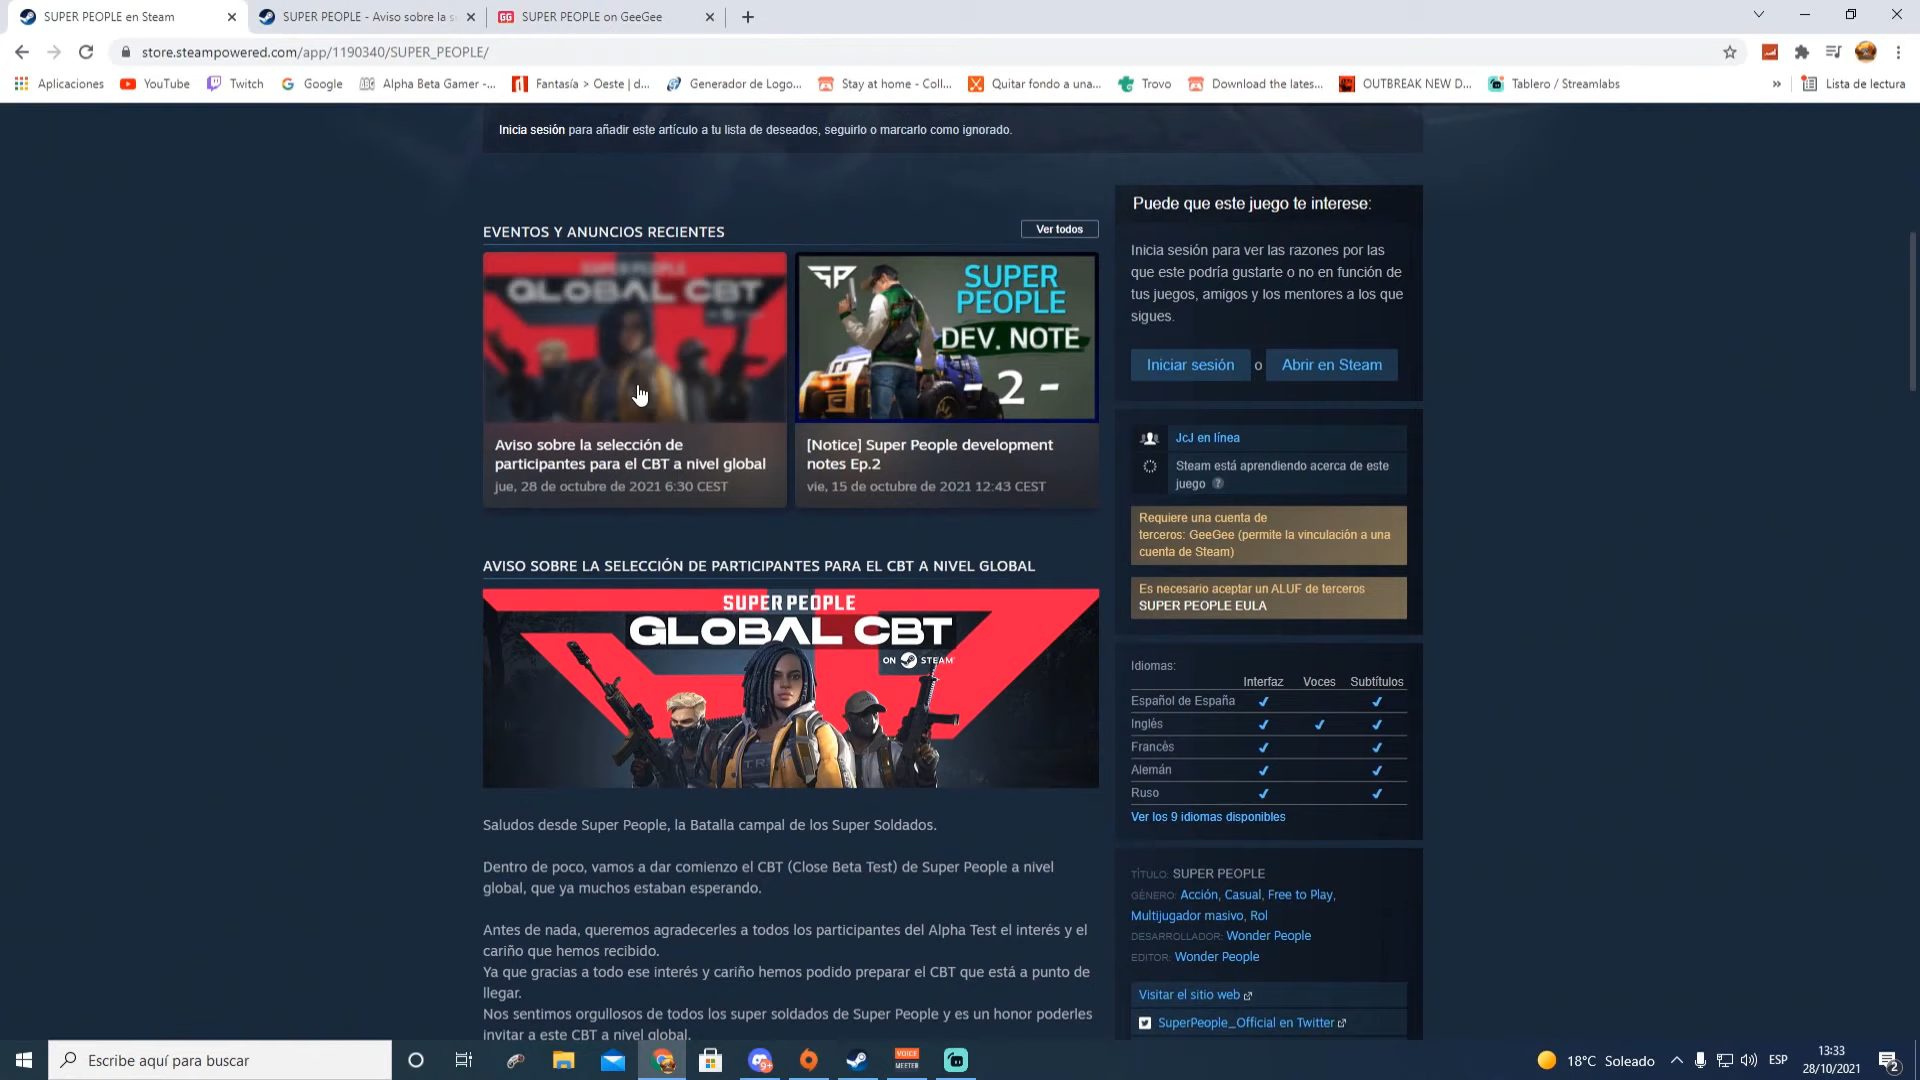 SUPER PEOPLE en Steam
SUPER PEOPLE - Aviso sobre la s
GG
SUPER PEOPLE on GeeGee
store.steampowered.com/app/1190340/SUPER_PEOPLE/
Aplicaciones
YouTube
Twitch
Google
Alpha Beta Gamer -...
Fantasía > Oeste | d...
Generador de Logo...
Stay at home - Coll...
Quitar fondo a una...
Trovo
Download the lates...
OUTBREAK NEW D...
Tablero / Streamlabs
Lista de lectura
Inicia sesión para añadir este artículo a tu lista de deseados, seguirlo o marcarlo como ignorado.
EVENTOS Y ANUNCIOS RECIENTES
Ver todos
SUPER PEOPLE
GLOBAL CBT
Aviso sobre la selección de
participantes para el CBT a nivel global
jue, 28 de octubre de 2021 6:30 CEST
SUPER
PEOPLE
DEV. NOTE
- 2 -
[Notice] Super People development
notes Ep.2
vie, 15 de octubre de 2021 12:43 CEST
AVISO SOBRE LA SELECCIÓN DE PARTICIPANTES PARA EL CBT A NIVEL GLOBAL
SUPER PEOPLE
GLOBAL CBT
ON STEAM
Saludos desde Super People, la Batalla campal de los Super Soldados.
Dentro de poco, vamos a dar comienzo el CBT (Close Beta Test) de Super People a nivel
global, que ya muchos estaban esperando.
Antes de nada, queremos agradecerles a todos los participantes del Alpha Test el interés y el
cariño que hemos recibido.
Ya que gracias a todo ese interés y cariño hemos podido preparar el CBT que está a punto de
llegar.
Nos sentimos orgullosos de todos los super soldados de Super People y es un honor poderles
invitar a este CBT a nivel global.
Puede que este juego te interese:
Inicia sesión para ver las razones por las
que este podría gustarte o no en función de
tus juegos, amigos y los mentores a los que
sigues.
Iniciar sesión o Abrir en Steam
JcJ en línea
Steam está aprendiendo acerca de este
juego ?
Requiere una cuenta de
terceros: GeeGee (permite la vinculación a una
cuenta de Steam)
Es necesario aceptar un ALUF de terceros
SUPER PEOPLE EULA
Idiomas:
Interfaz Voces Subtítulos
Español de España ✔ ✔
Inglés ✔ ✔ ✔
Francés ✔ ✔
Alemán ✔ ✔
Ruso ✔ ✔
Ver los 9 idiomas disponibles
TÍTULO: SUPER PEOPLE
GÉNERO: Acción, Casual, Free to Play,
Multijugador masivo, Rol
DESARROLLADOR: Wonder People
EDITOR: Wonder People
Visitar el sitio web
SuperPeople_Official en Twitter
Escribe aquí para buscar
9+
VOICE
MEETER
18°C Soleado
ESP
13:33
28/10/2021
2